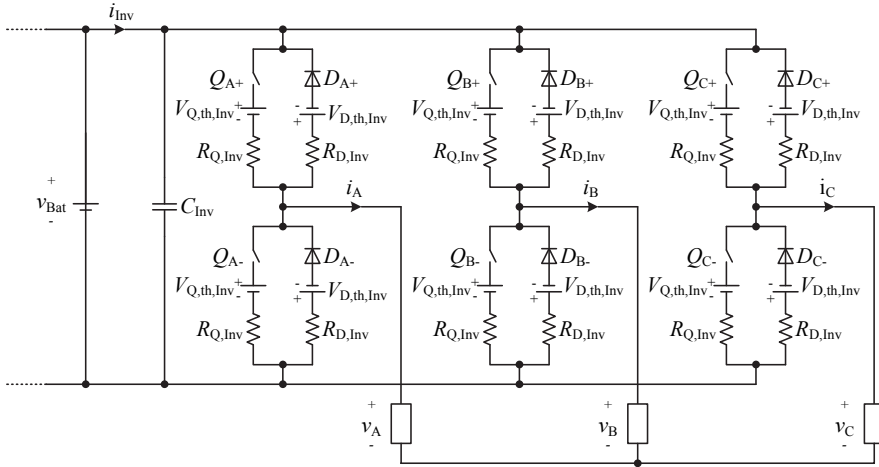 i_Inv
Q_A+ D_A+ Q_B+ D_B+ Q_C+ D_C+
+ - + - + -
V_Q,th,Inv V_D,th,Inv V_Q,th,Inv V_D,th,Inv V_Q,th,Inv V_D,th,Inv
- + - + - +
R_Q,Inv R_D,Inv R_Q,Inv R_D,Inv R_Q,Inv R_D,Inv
+ i_A i_B i_C
v_Bat C_Inv
-
Q_A- D_A- Q_B- D_B- Q_C- D_C-
+ - + - + -
V_Q,th,Inv V_D,th,Inv V_Q,th,Inv V_D,th,Inv V_Q,th,Inv V_D,th,Inv
- + - + - +
R_Q,Inv R_D,Inv R_Q,Inv R_D,Inv R_Q,Inv R_D,Inv
+ + +
v_A v_B v_C
- - -